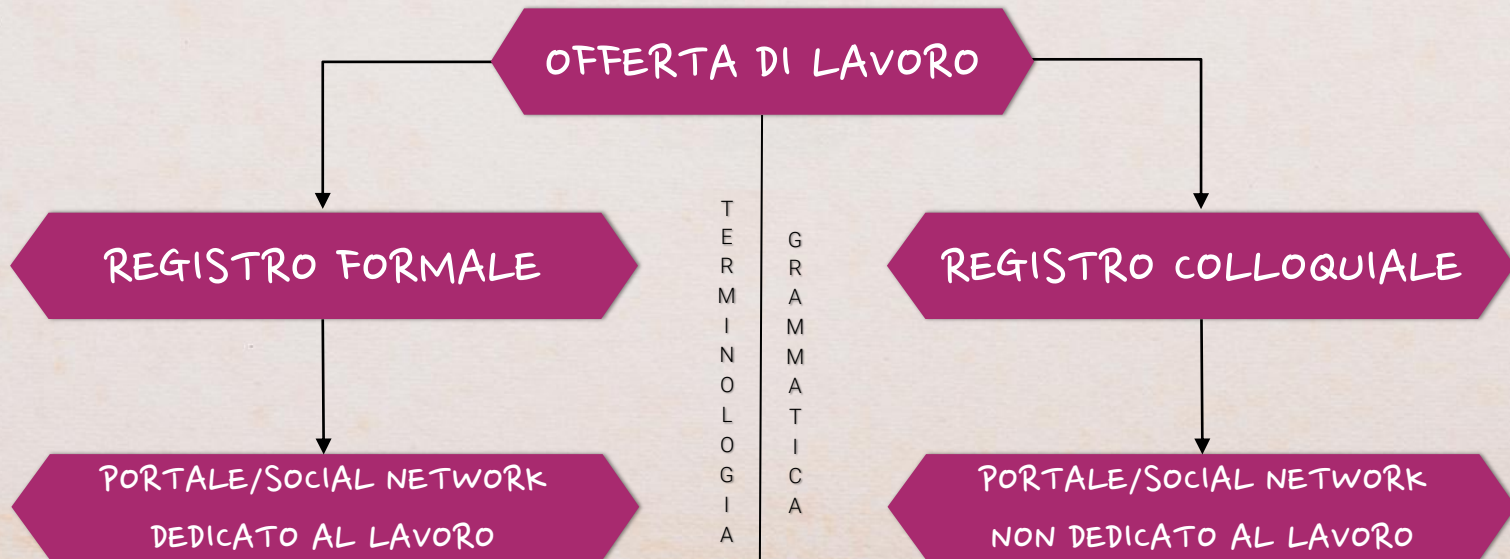 OFFERTA DI LAVORO
REGISTRO FORMALE
TERMINOLOGIA
GRAMMATICA
REGISTRO COLLOQUIALE
PORTALE/SOCIAL NETWORK
DEDICATO AL LAVORO
PORTALE/SOCIAL NETWORK
NON DEDICATO AL LAVORO